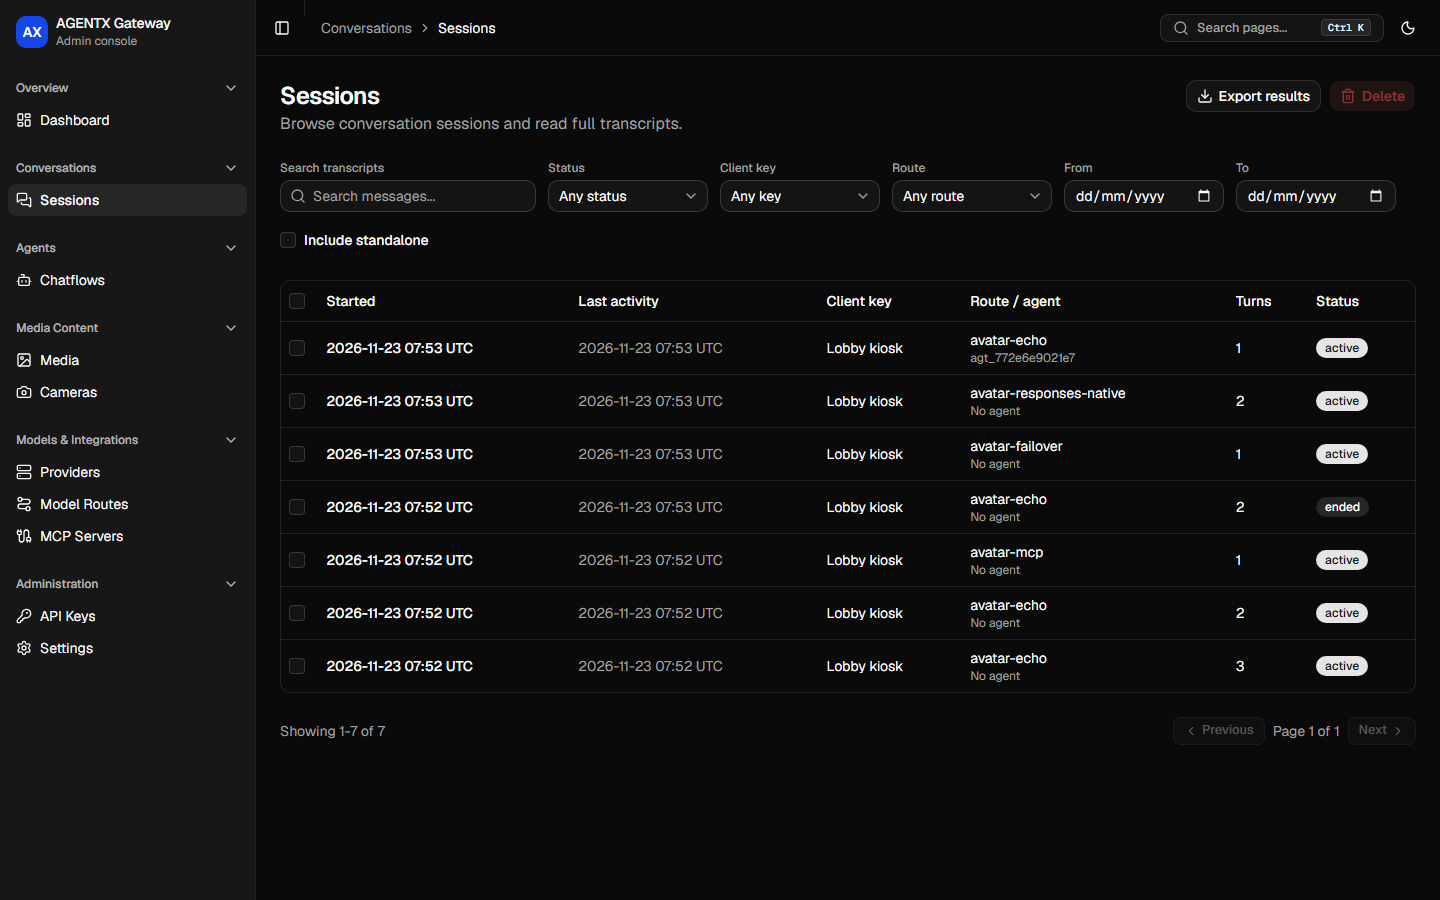 AX
AGENTX Gateway
Admin console
Overview
Dashboard
Conversations
Sessions
Agents
Chatflows
Media Content
Media
Cameras
Models & Integrations
Providers
Model Routes
MCP Servers
Administration
API Keys
Settings
Conversations > Sessions
Search pages... Ctrl K
Sessions
Browse conversation sessions and read full transcripts.
Export results
Delete
Search transcripts Status Client key Route From To
Search messages... Any status Any key Any route dd/mm/yyyy dd/mm/yyyy
Include standalone
Started Last activity Client key Route / agent Turns Status
2026-11-23 07:53 UTC 2026-11-23 07:53 UTC Lobby kiosk avatar-echo 1 active
agt_772e6e9021e7
2026-11-23 07:53 UTC 2026-11-23 07:53 UTC Lobby kiosk avatar-responses-native 2 active
No agent
2026-11-23 07:53 UTC 2026-11-23 07:53 UTC Lobby kiosk avatar-failover 1 active
No agent
2026-11-23 07:52 UTC 2026-11-23 07:53 UTC Lobby kiosk avatar-echo 2 ended
No agent
2026-11-23 07:52 UTC 2026-11-23 07:52 UTC Lobby kiosk avatar-mcp 1 active
No agent
2026-11-23 07:52 UTC 2026-11-23 07:52 UTC Lobby kiosk avatar-echo 2 active
No agent
2026-11-23 07:52 UTC 2026-11-23 07:52 UTC Lobby kiosk avatar-echo 3 active
No agent
Showing 1-7 of 7
Previous Page 1 of 1 Next